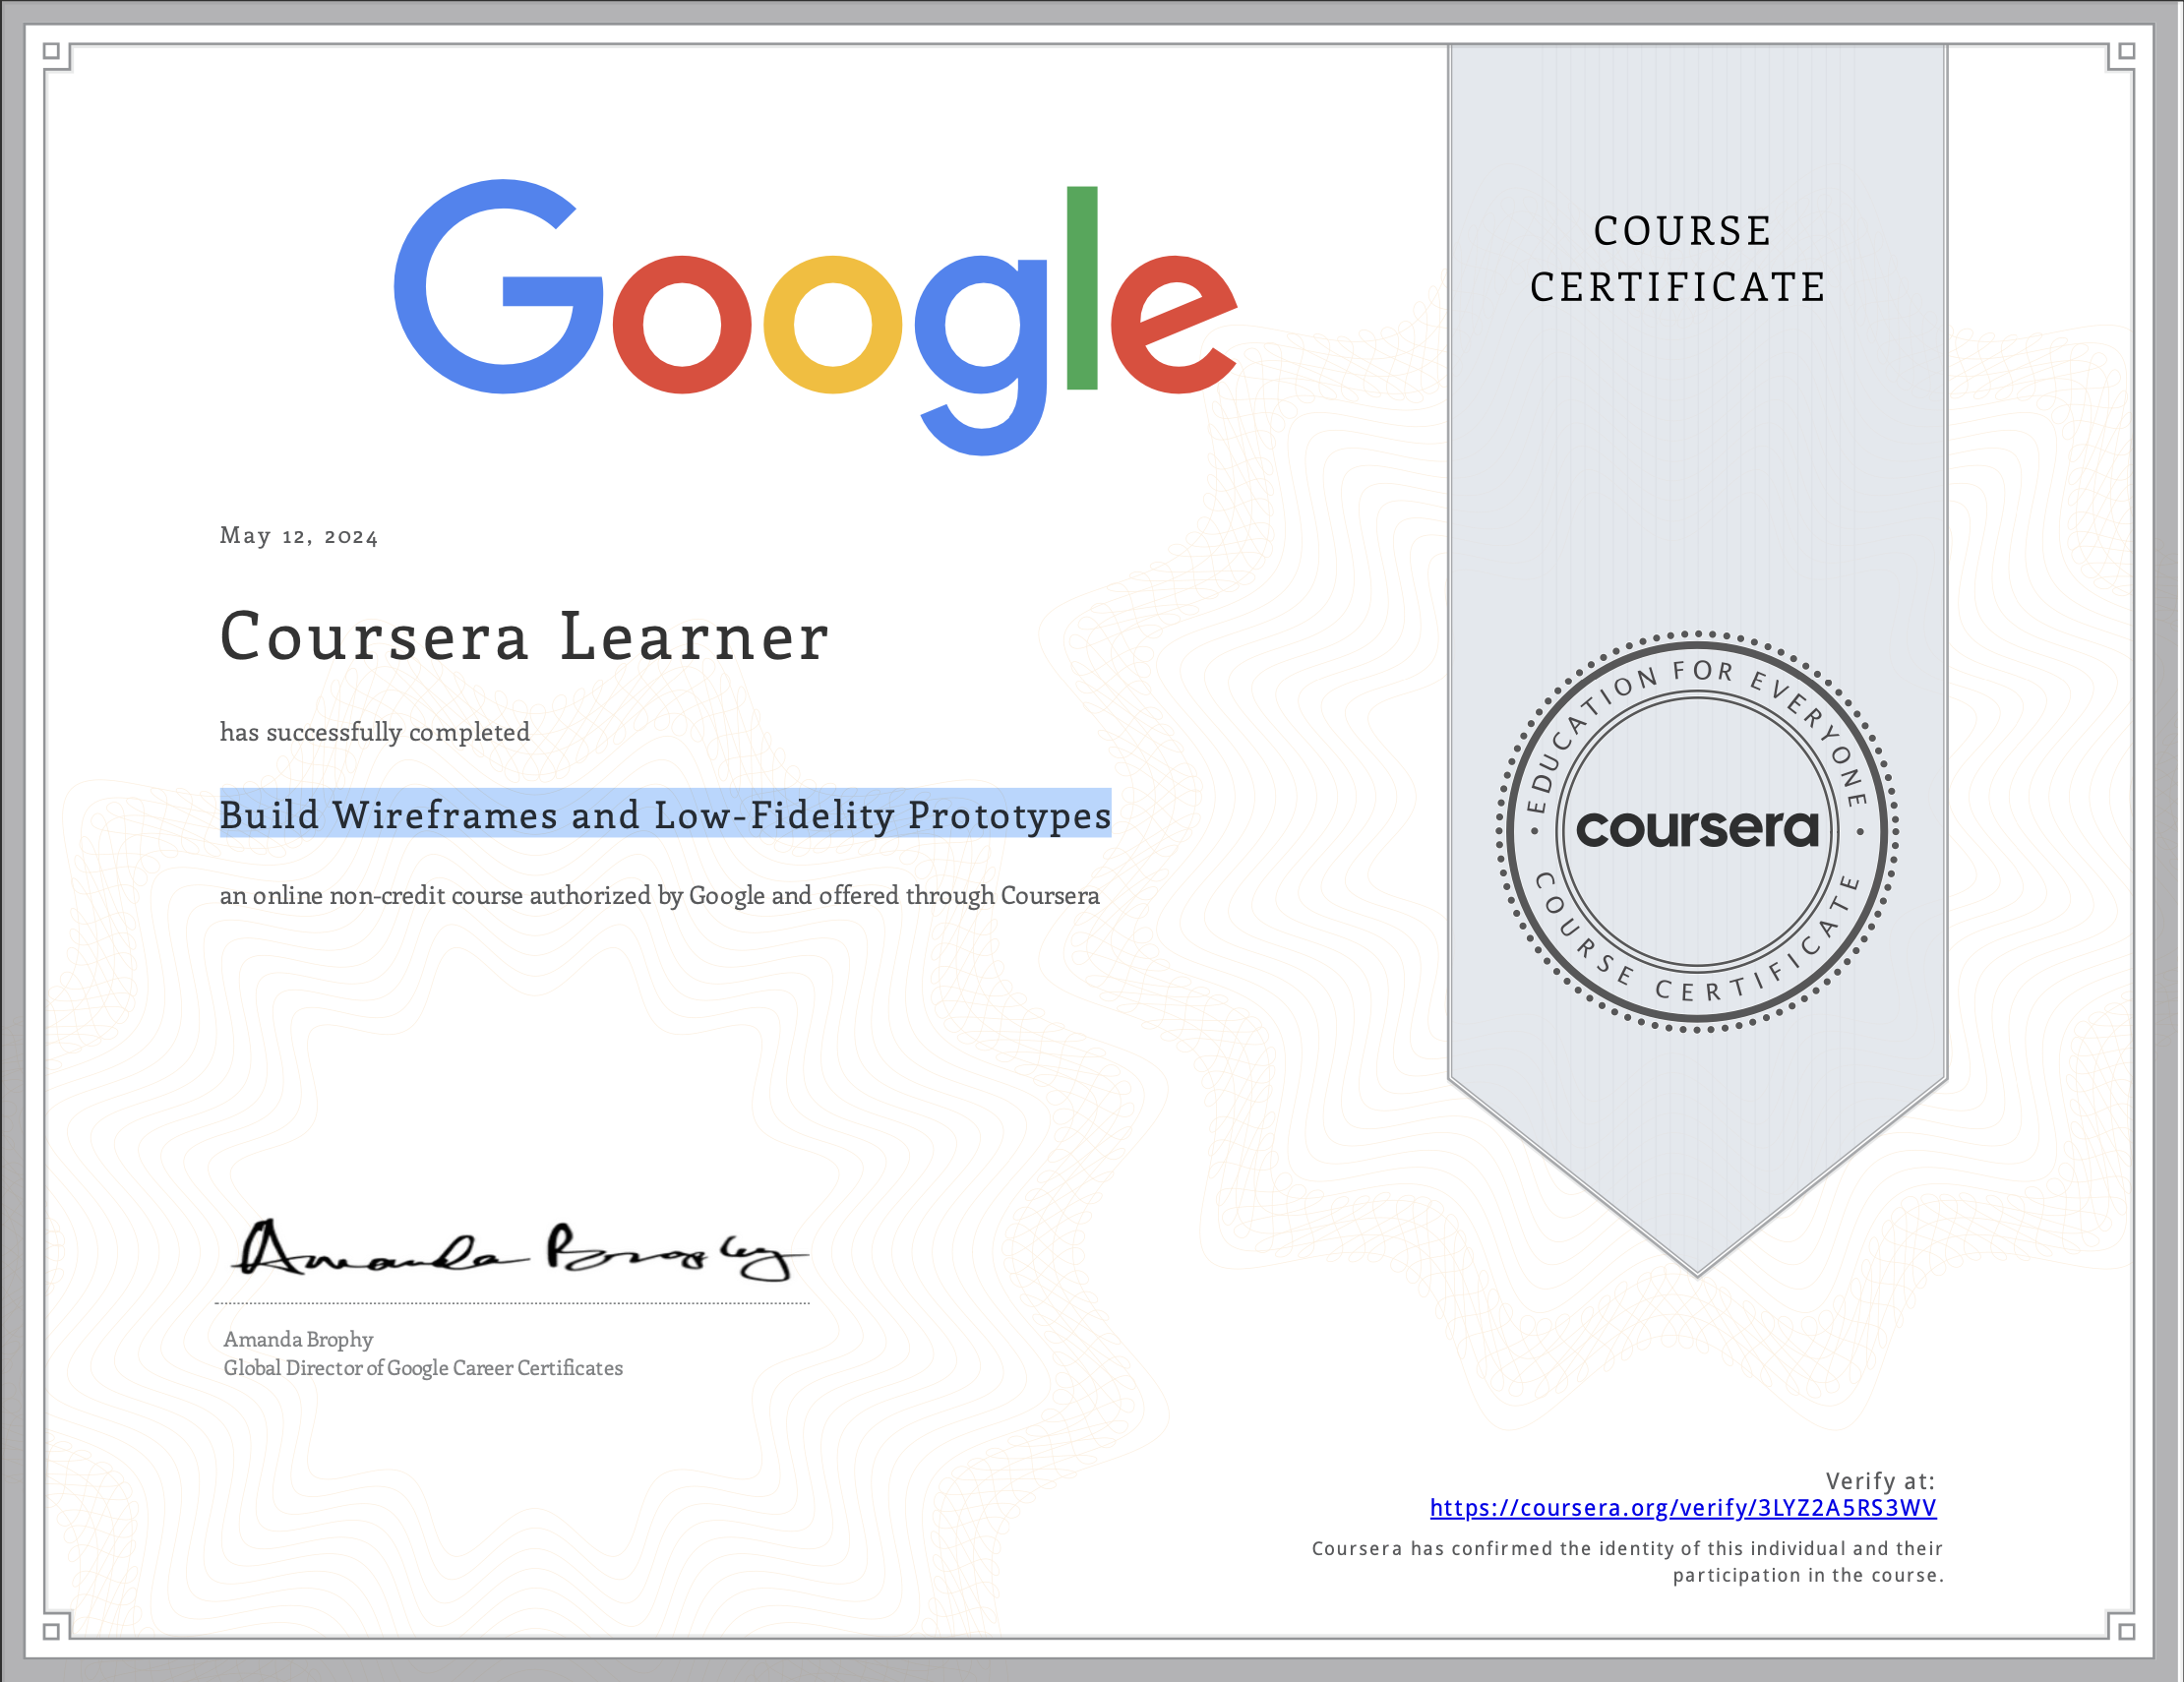 Google
COURSE
CERTIFICATE
May 12, 2024
Coursera Learner
has successfully completed
Build Wireframes and Low-Fidelity Prototypes
an online non-credit course authorized by Google and offered through Coursera
EDUCATION FOR EVERYONE
coursera
COURSE CERTIFICATE
Amanda Brophy
Amanda Brophy
Global Director of Google Career Certificates
Verify at:
https://coursera.org/verify/3LYZ2A5RS3WV
Coursera has confirmed the identity of this individual and their
participation in the course.